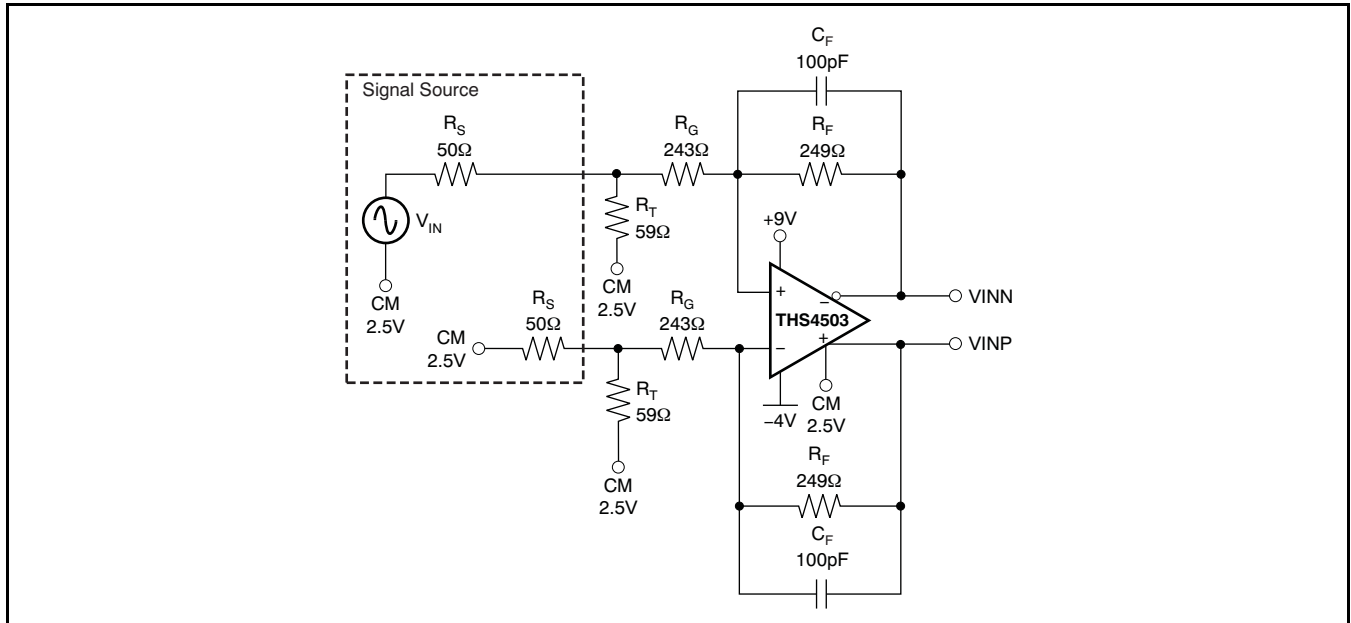 C_F
100pF
Signal Source
R_S
50Ω
R_G
243Ω
R_F
249Ω
V_IN
R_T
59Ω
+9V
CM
2.5V
CM
2.5V
R_S
50Ω
R_G
243Ω
+
−
THS4503
VINN
CM
2.5V
−
+
VINP
R_T
59Ω
−4V
CM
2.5V
R_F
249Ω
CM
2.5V
C_F
100pF